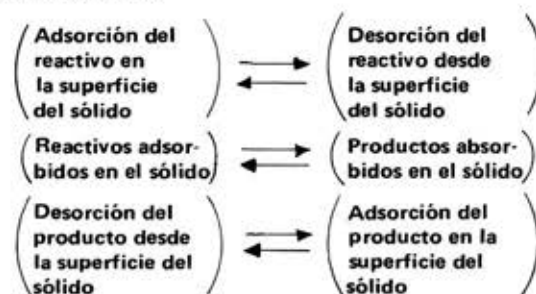 Adsorción del
reactivo en
la superficie
del sólido
Desorción del
reactivo desde
la superficie
del sólido
Reactivos adsor-
bidos en el sólido
Productos absor-
bidos en el sólido
Desorción del
producto desde
la superficie del
sólido
Adsorción del
producto en la
superficie del
sólido